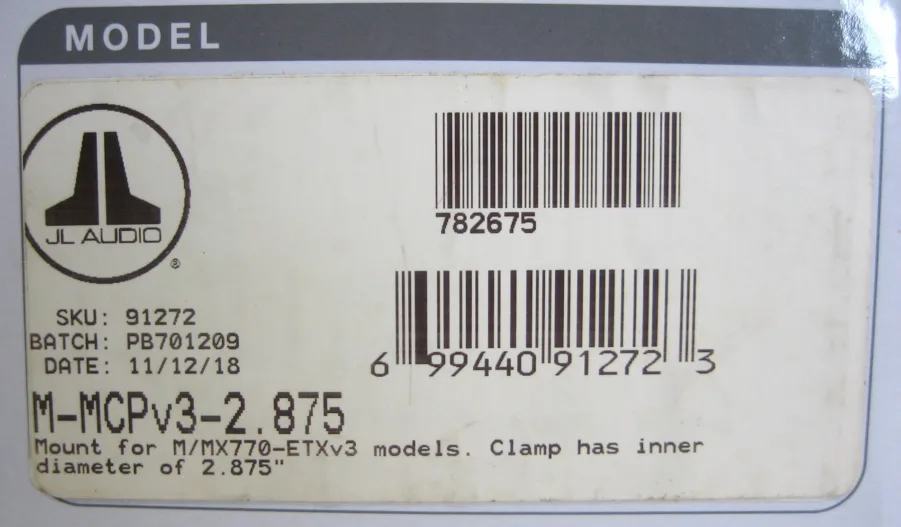 MODEL
JL AUDIO
®
782675
SKU: 91272
BATCH: PB701209
DATE: 11/12/18
6 99440 91272 3
M-MCPv3-2.875
Mount for M/MX770-ETXv3 models. Clamp has inner
diameter of 2.875"